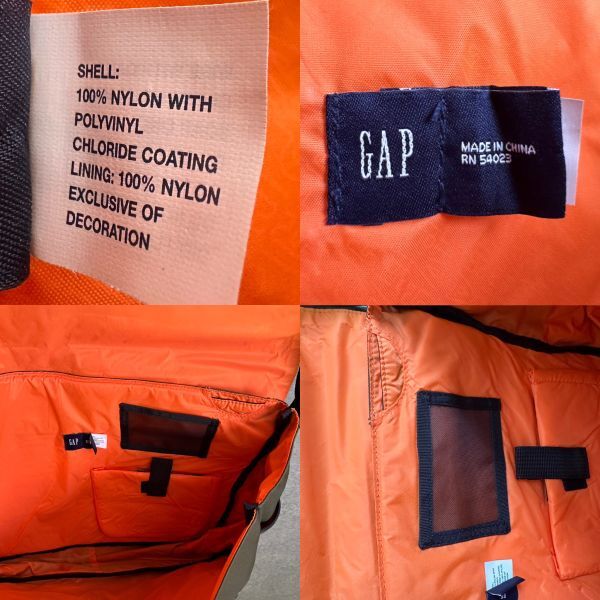 SHELL:
100% NYLON WITH
POLYVINYL
CHLORIDE COATING
LINING: 100% NYLON
EXCLUSIVE OF
DECORATION
GAP
MADE IN CHINA
RN 54023
GAP